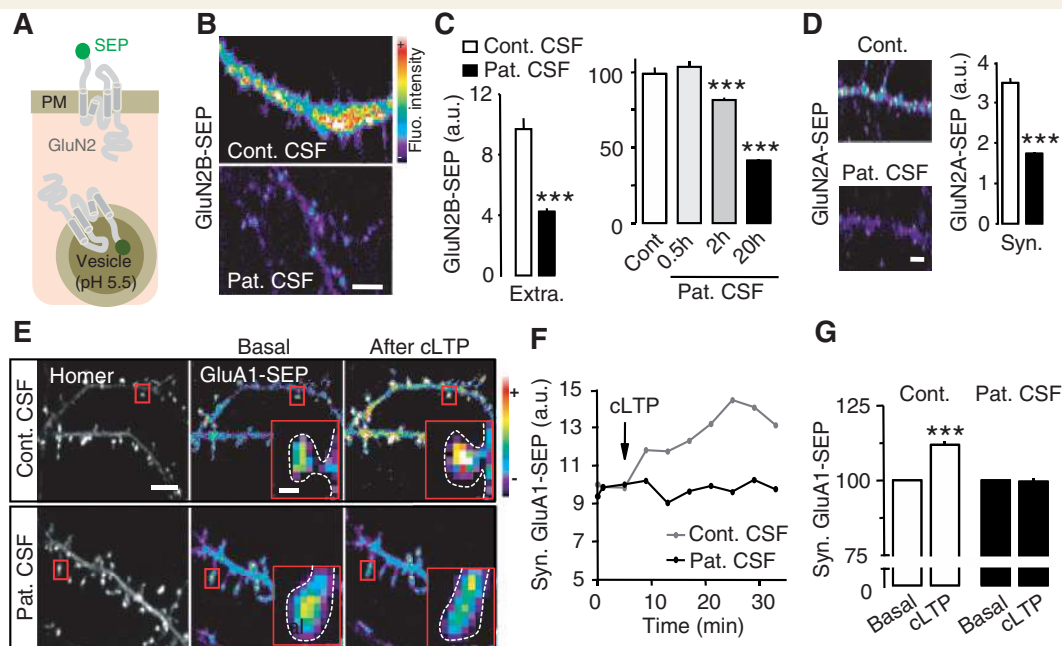 A
SEP
PM
GluN2
Vesicle
(pH 5.5)
B
GluN2B-SEP
Cont. CSF
Pat. CSF
+
Fluo. intensity
-
C
Cont. CSF
Pat. CSF
GluN2B-SEP (a.u.)
12
8
4
0
***
Extra.
100
75
50
25
0
***
***
Cont
0.5h
2h
20h
Pat. CSF
D
Cont.
Pat. CSF
GluN2A-SEP
GluN2A-SEP (a.u.)
4
3
2
1
0
***
Syn.
E
Basal
After cLTP
Homer
GluA1-SEP
Cont. CSF
Pat. CSF
+
-
F
Syn. GluA1-SEP (a.u.)
15
13
11
9
7
5
cLTP
Cont. CSF
Pat. CSF
0
10
20
30
Time (min)
G
Syn. GluA1-SEP
125
100
75
0
Cont.
Pat. CSF
***
Basal
cLTP
Basal
cLTP